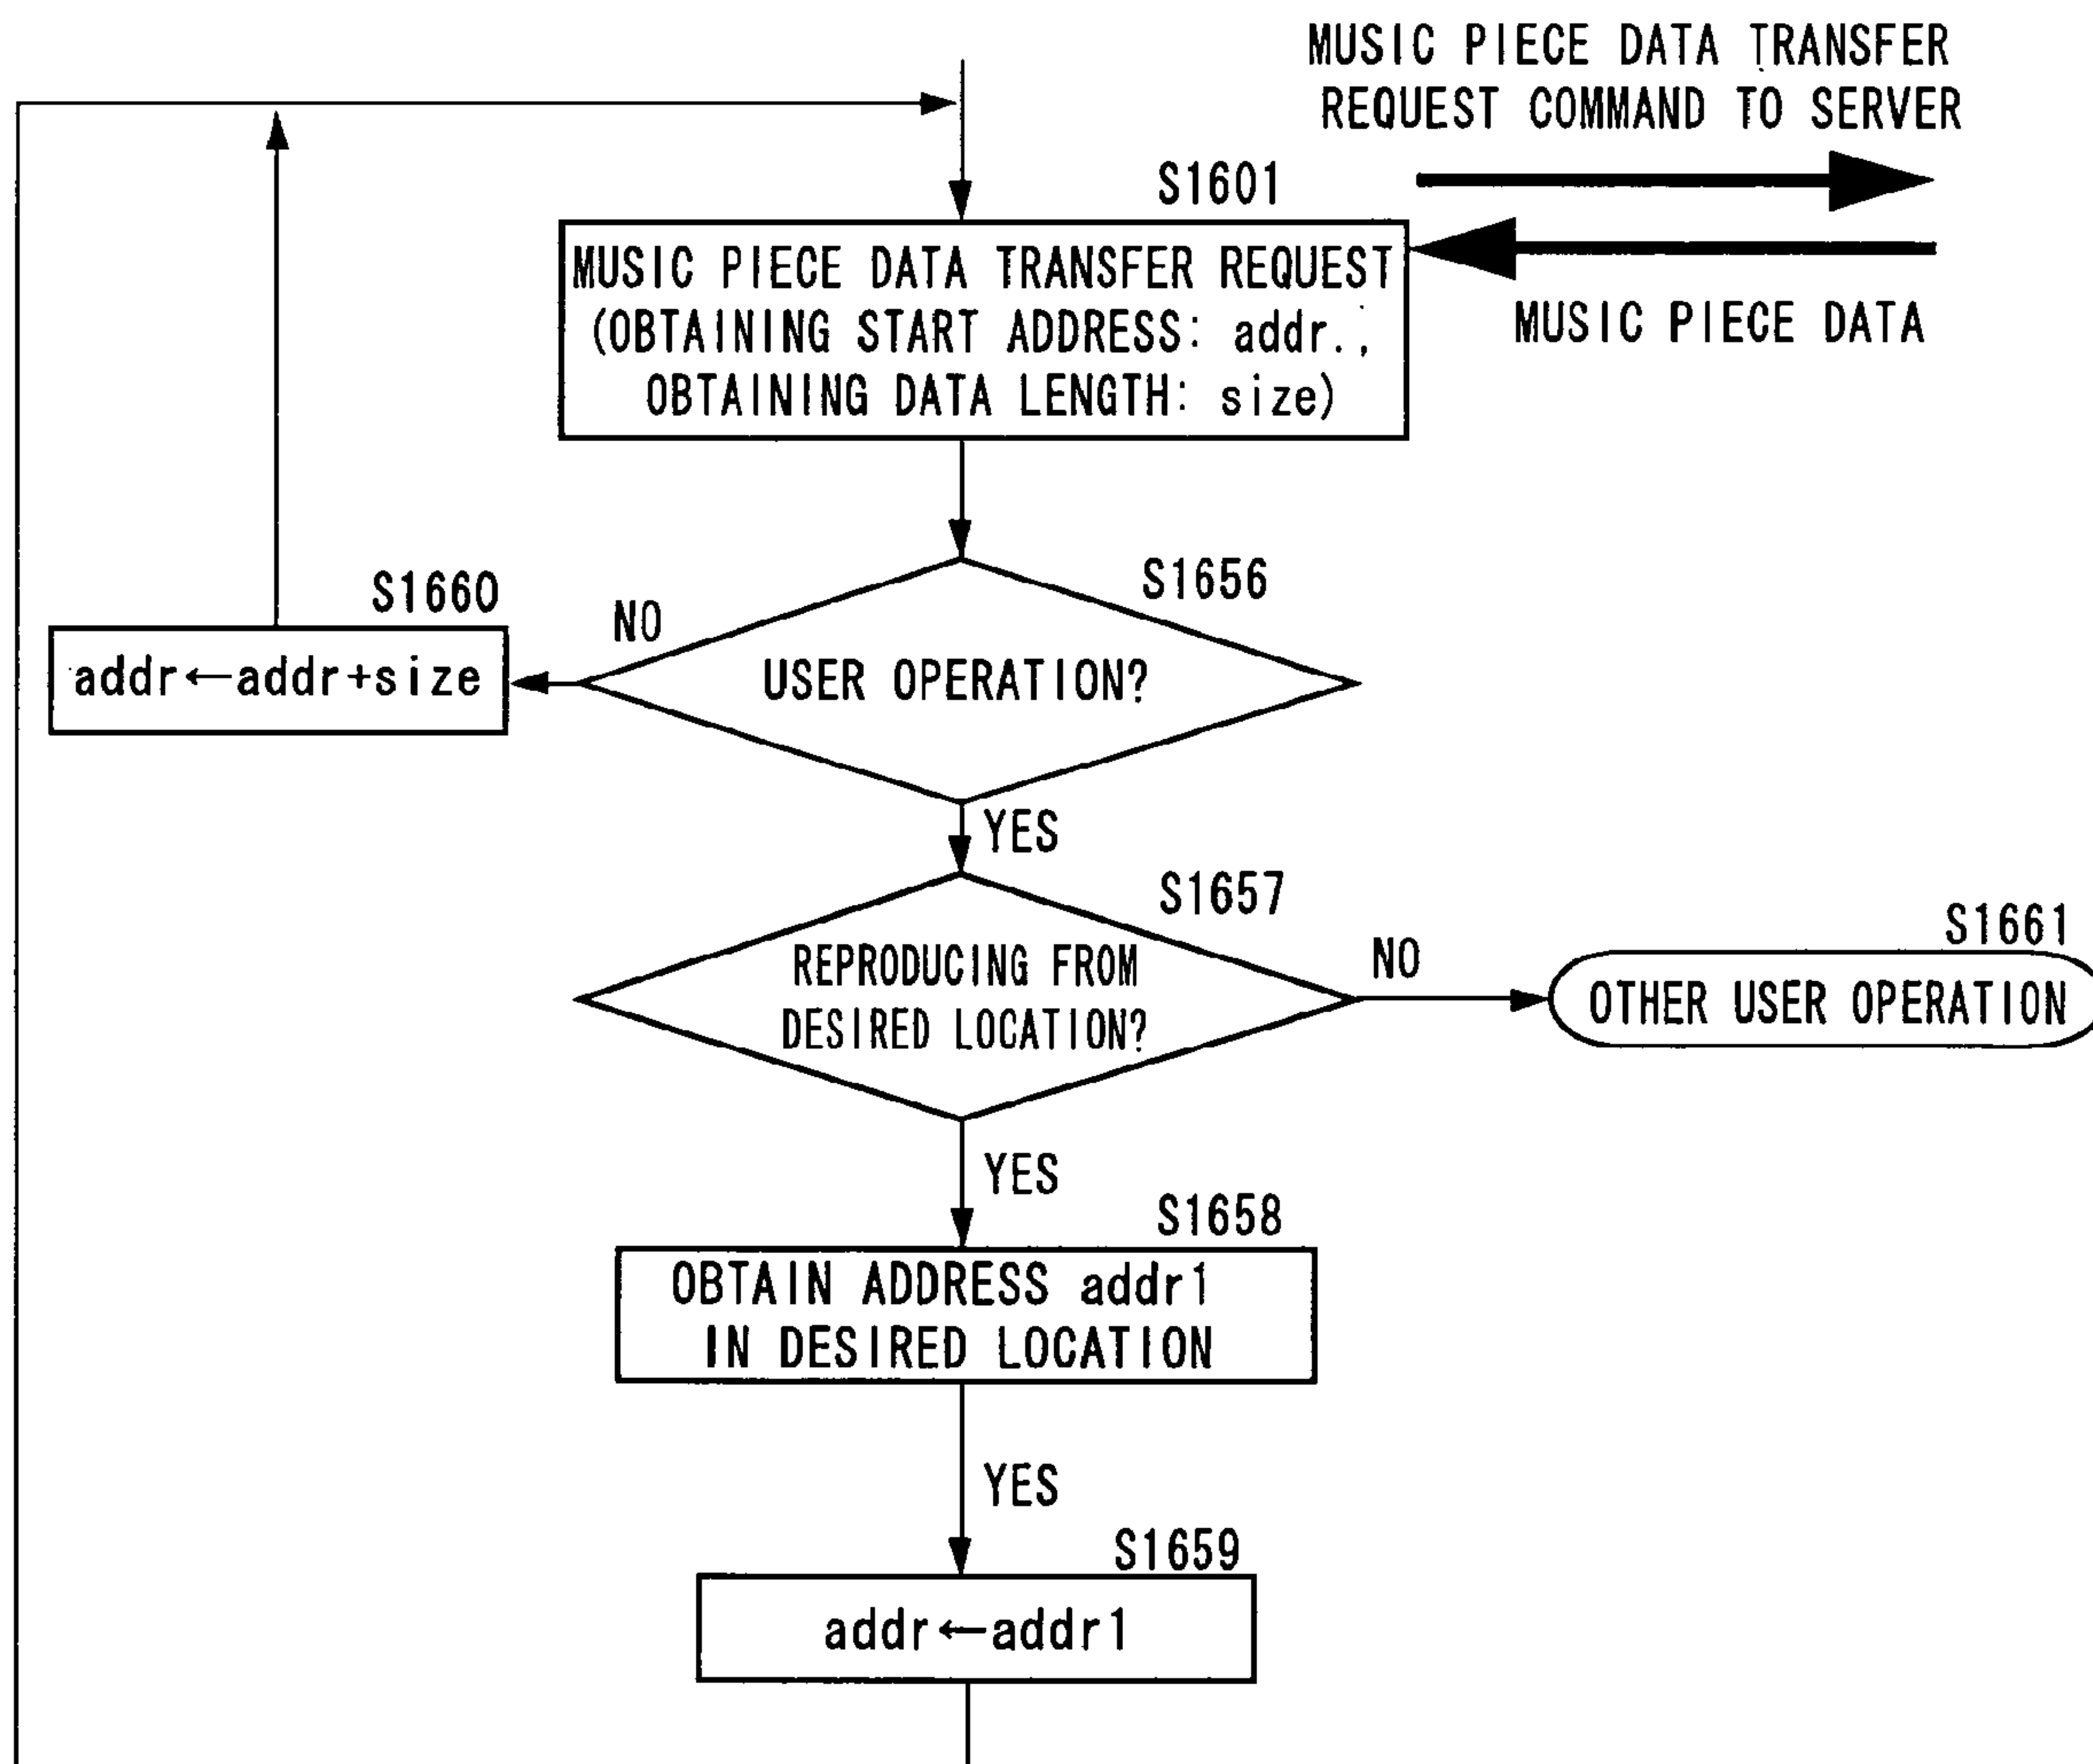 MUSIC PIECE DATA TRANSFER
REQUEST COMMAND TO SERVER
S1601
MUSIC PIECE DATA TRANSFER REQUEST
(OBTAINING START ADDRESS: addr.,
OBTAINING DATA LENGTH: size)
MUSIC PIECE DATA
S1656
USER OPERATION?
NO
S1660
addr←addr+size
YES
S1657
REPRODUCING FROM
DESIRED LOCATION?
NO
S1661
OTHER USER OPERATION
YES
S1658
OBTAIN ADDRESS addr1
IN DESIRED LOCATION
YES
S1659
addr←addr1